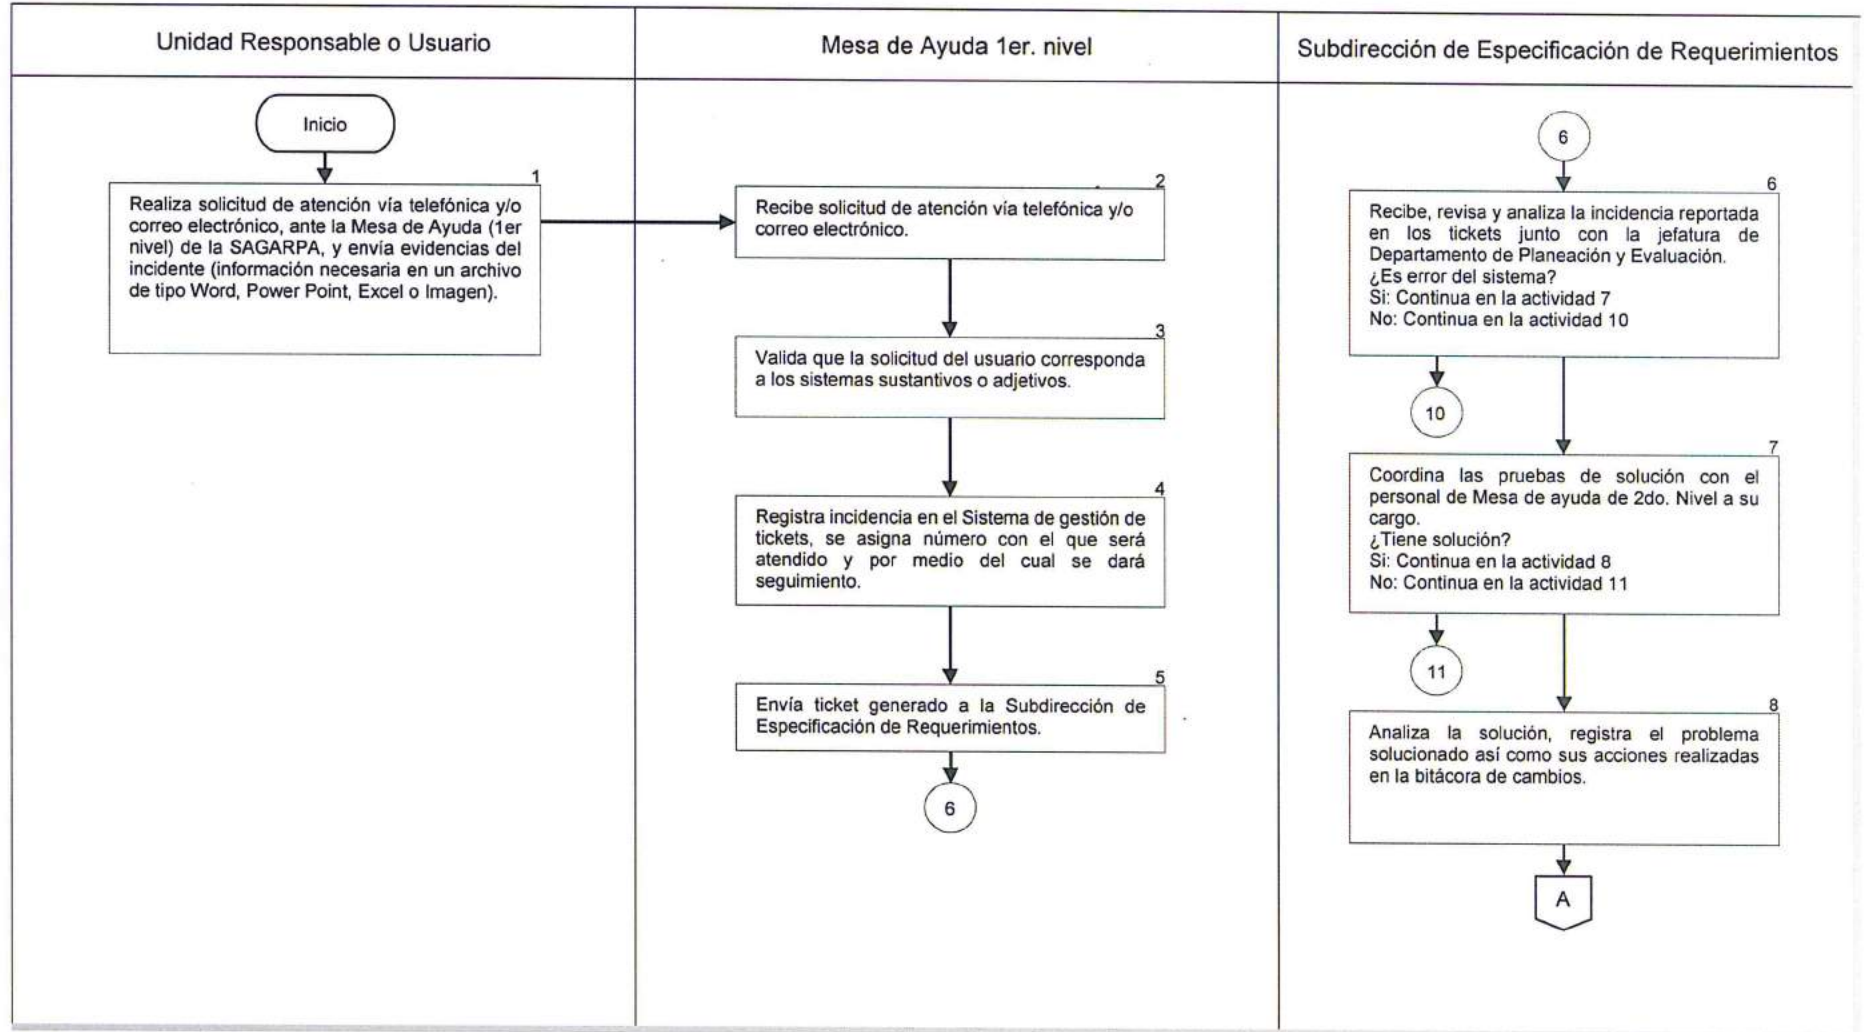 Unidad Responsable o Usuario
Mesa de Ayuda 1er. nivel
Subdirección de Especificación de Requerimientos
Inicio
1
Realiza solicitud de atención vía telefónica y/o
correo electrónico, ante la Mesa de Ayuda (1er
nivel) de la SAGARPA, y envía evidencias del
incidente (información necesaria en un archivo
de tipo Word, Power Point, Excel o Imagen).
2
Recibe solicitud de atención vía telefónica y/o
correo electrónico.
3
Valida que la solicitud del usuario corresponda
a los sistemas sustantivos o adjetivos.
4
Registra incidencia en el Sistema de gestión de
tickets, se asigna número con el que será
atendido y por medio del cual se dará
seguimiento.
5
Envía ticket generado a la Subdirección de
Especificación de Requerimientos.
6
6
6
Recibe, revisa y analiza la incidencia reportada
en los tickets junto con la jefatura de
Departamento de Planeación y Evaluación.
¿Es error del sistema?
Si: Continua en la actividad 7
No: Continua en la actividad 10
10
7
Coordina las pruebas de solución con el
personal de Mesa de ayuda de 2do. Nivel a su
cargo.
¿Tiene solución?
Si: Continua en la actividad 8
No: Continua en la actividad 11
11
8
Analiza la solución, registra el problema
solucionado así como sus acciones realizadas
en la bitácora de cambios.
A